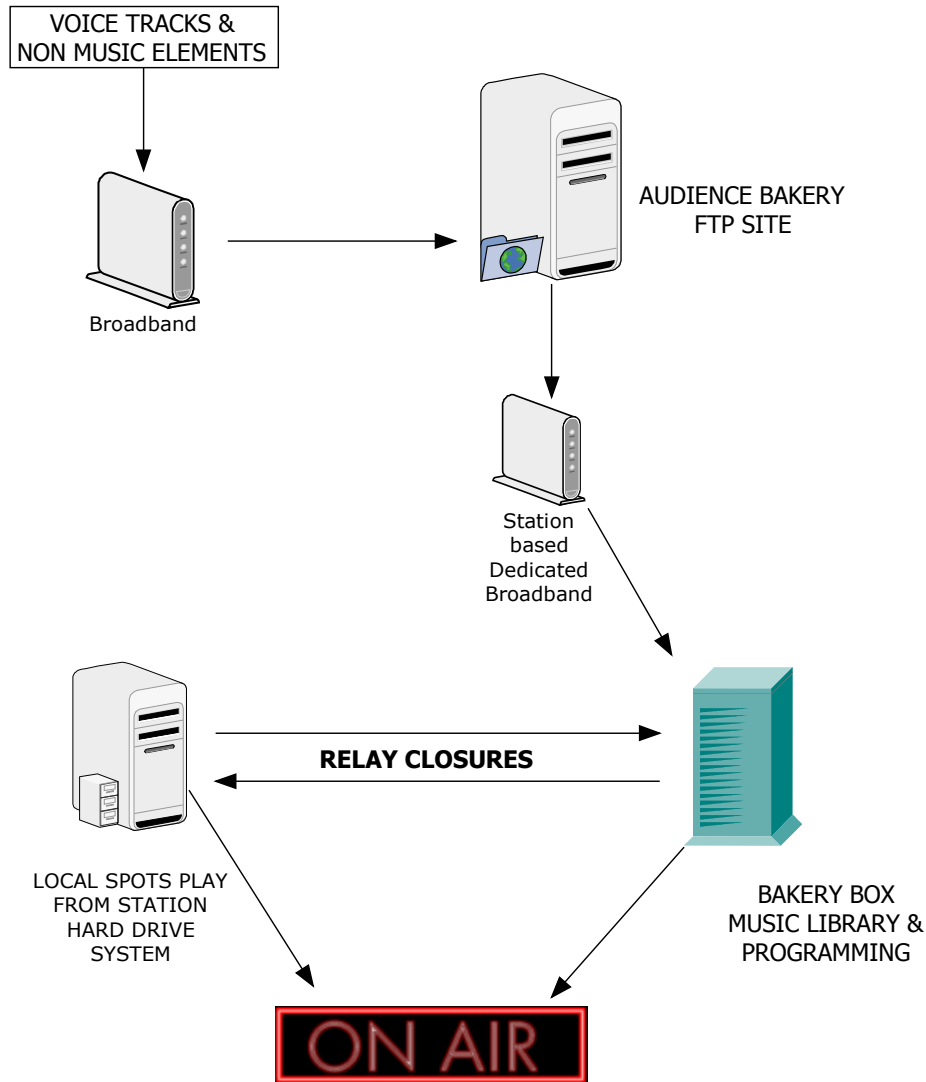 VOICE TRACKS &
NON MUSIC ELEMENTS
AUDIENCE BAKERY
FTP SITE
Broadband
Station
based
Dedicated
Broadband
RELAY CLOSURES
LOCAL SPOTS PLAY
FROM STATION
HARD DRIVE
SYSTEM
BAKERY BOX
MUSIC LIBRARY &
PROGRAMMING
ON AIR